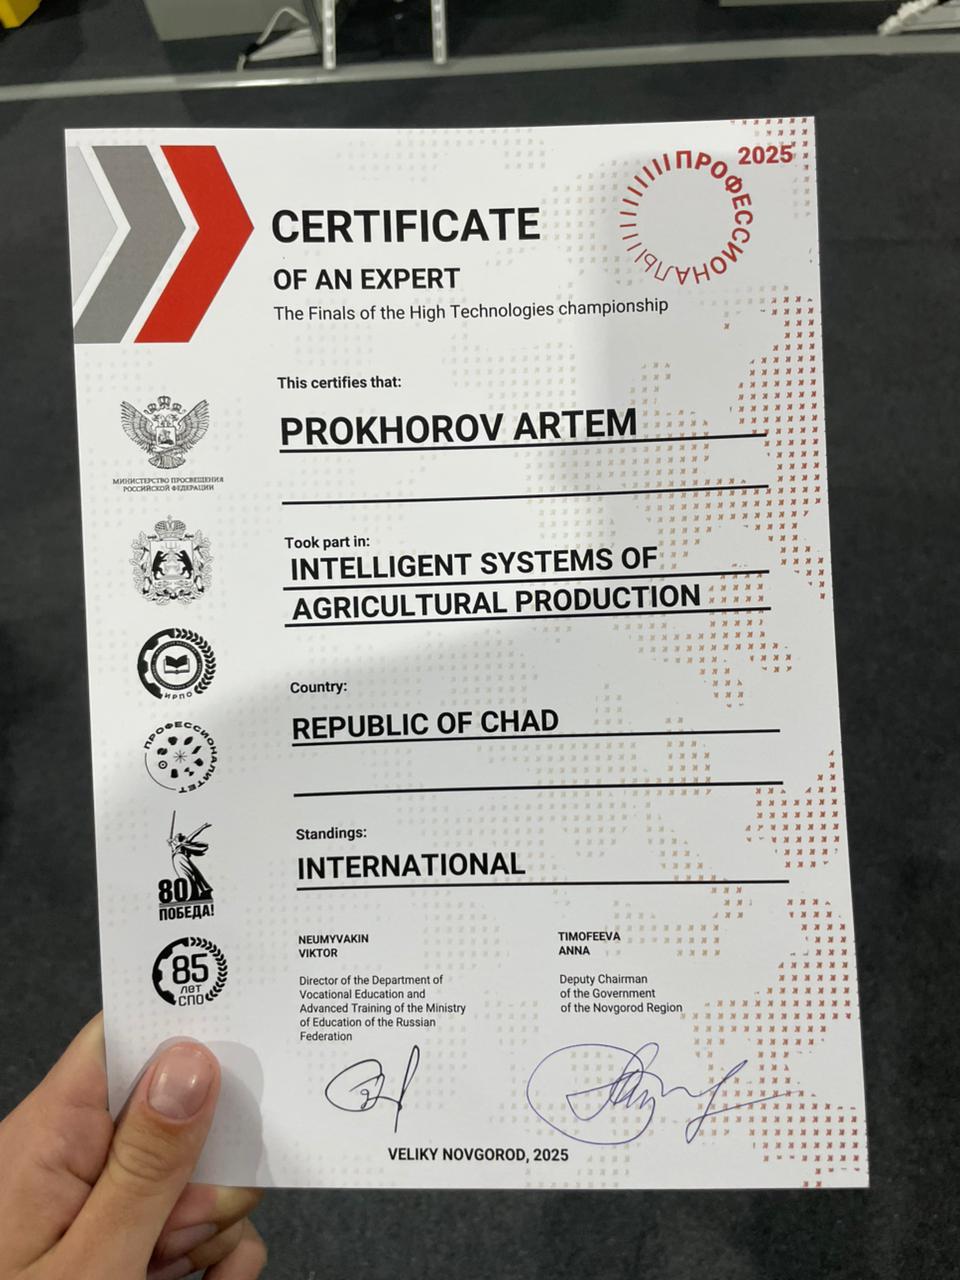 ПРОФЕССИОНАЛЫ
2025
CERTIFICATE
OF AN EXPERT
The Finals of the High Technologies championship
This certifies that:
PROKHOROV ARTEM
МИНИСТЕРСТВО ПРОСВЕЩЕНИЯ
РОССИЙСКОЙ ФЕДЕРАЦИИ
Took part in:
INTELLIGENT SYSTEMS OF
AGRICULTURAL PRODUCTION
ИРПО
Country:
REPUBLIC OF CHAD
ПРОФЕССИОНАЛИТЕТ
Standings:
INTERNATIONAL
80
ПОБЕДА!
85
ЛЕТ
СПО
NEUMYVAKIN
VIKTOR
Director of the Department of
Vocational Education and
Advanced Training of the Ministry
of Education of the Russian
Federation
TIMOFEEVA
ANNA
Deputy Chairman
of the Government
of the Novgorod Region
VELIKY NOVGOROD, 2025